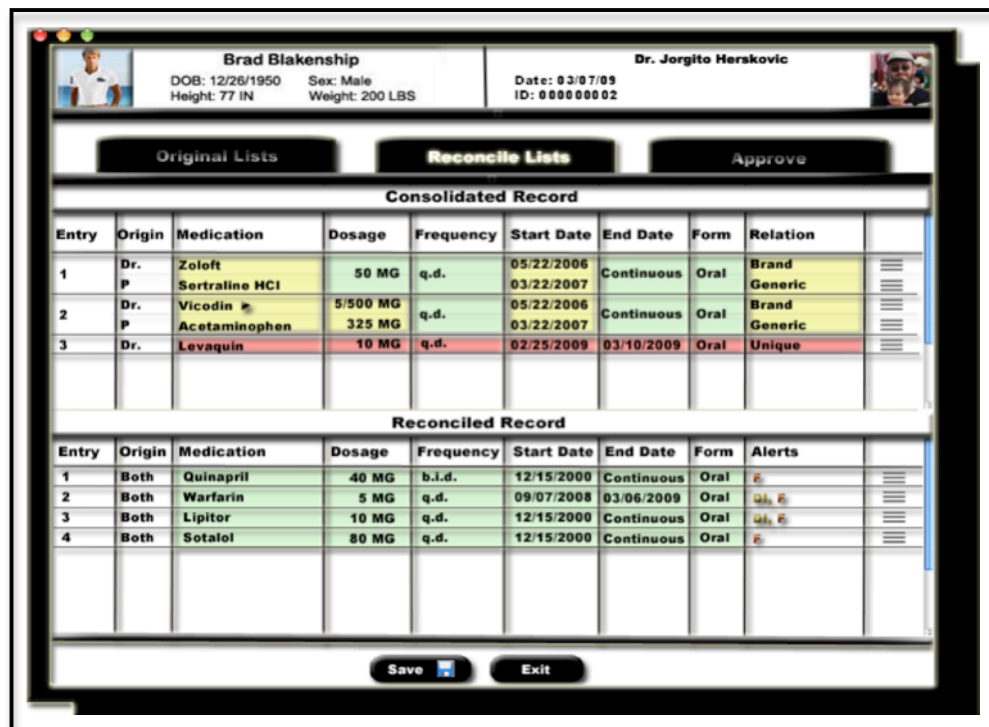 Brad Blakenship
DOB: 12/26/1950 Sex: Male
Height: 77 IN Weight: 200 LBS
Dr. Jorgito Herskovic
Date: 03/07/09
ID: 000000002
Original Lists Reconcile Lists Approve
Consolidated Record
Entry Origin Medication Dosage Frequency Start Date End Date Form Relation
1 Dr. Zoloft 50 MG q.d. 05/22/2006 Continuous Oral Brand
P Sertraline HCI 03/22/2007 Generic
2 Dr. Vicodin 5/500 MG q.d. 05/22/2006 Continuous Oral Brand
P Acetaminophen 325 MG 03/22/2007 Generic
3 Dr. Levaquin 10 MG q.d. 02/25/2009 03/10/2009 Oral Unique
Reconciled Record
Entry Origin Medication Dosage Frequency Start Date End Date Form Alerts
1 Both Quinapril 40 MG b.i.d. 12/15/2000 Continuous Oral F
2 Both Warfarin 5 MG q.d. 09/07/2008 03/06/2009 Oral DI, F
3 Both Lipitor 10 MG q.d. 12/15/2000 Continuous Oral DI, F
4 Both Sotalol 80 MG q.d. 12/15/2000 Continuous Oral F
Save Exit